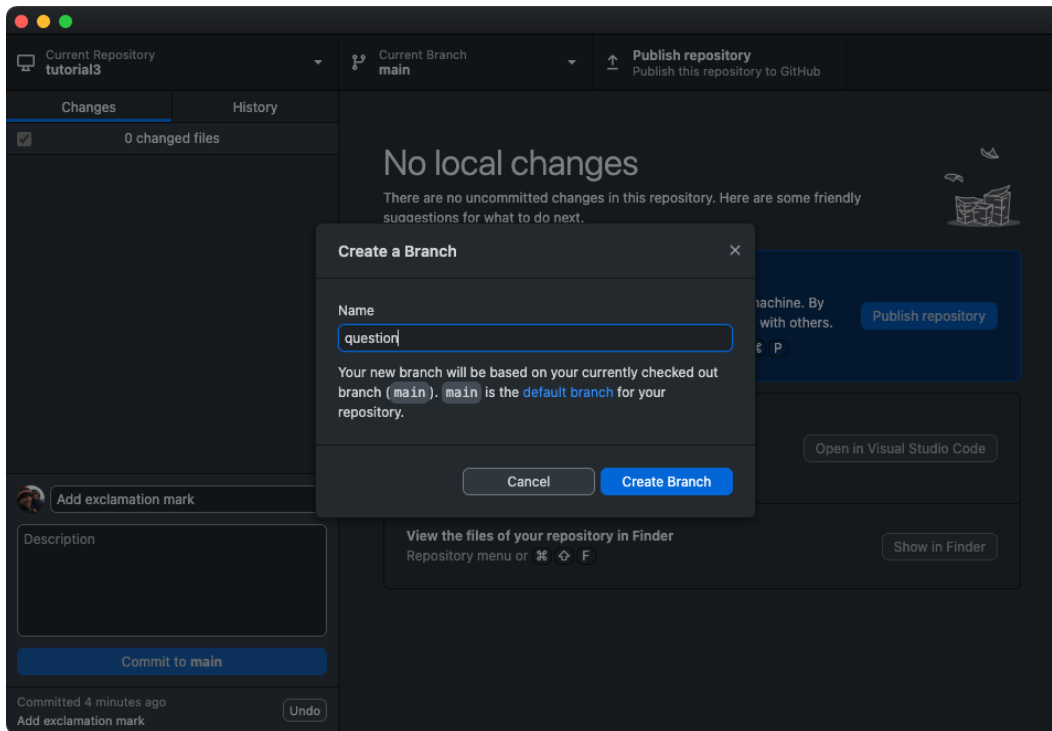 Current Repository
tutorial3
Current Branch
main
Publish repository
Publish this repository to GitHub
Changes
History
0 changed files
No local changes
There are no uncommitted changes in this repository. Here are some friendly
suggestions for what to do next.
Create a Branch
Name
question
Your new branch will be based on your currently checked out
branch (main). main is the default branch for your
repository.
Cancel
Create Branch
machine. By
with others.
⌘ P
Publish repository
Open in Visual Studio Code
Add exclamation mark
Description
Commit to main
View the files of your repository in Finder
Repository menu or ⌘ ⇧ F
Show in Finder
Committed 4 minutes ago
Add exclamation mark
Undo